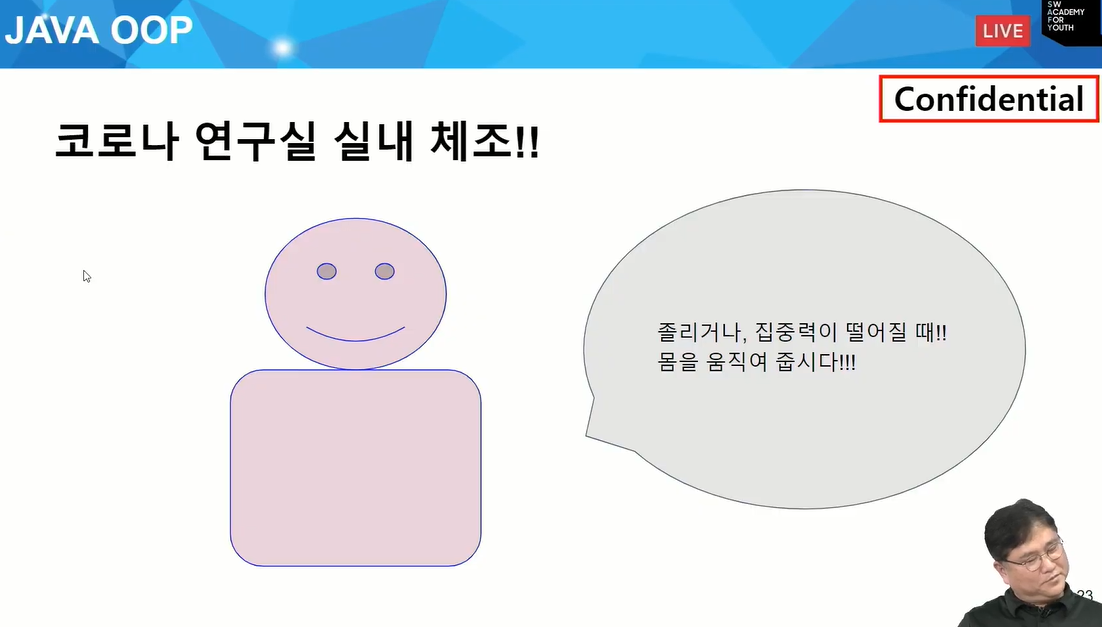 JAVA OOP
LIVE
SW
ACADEMY
FOR
YOUTH
Confidential
코로나 연구실 실내 체조!!
졸리거나, 집중력이 떨어질 때!!
몸을 움직여 줍시다!!!
23